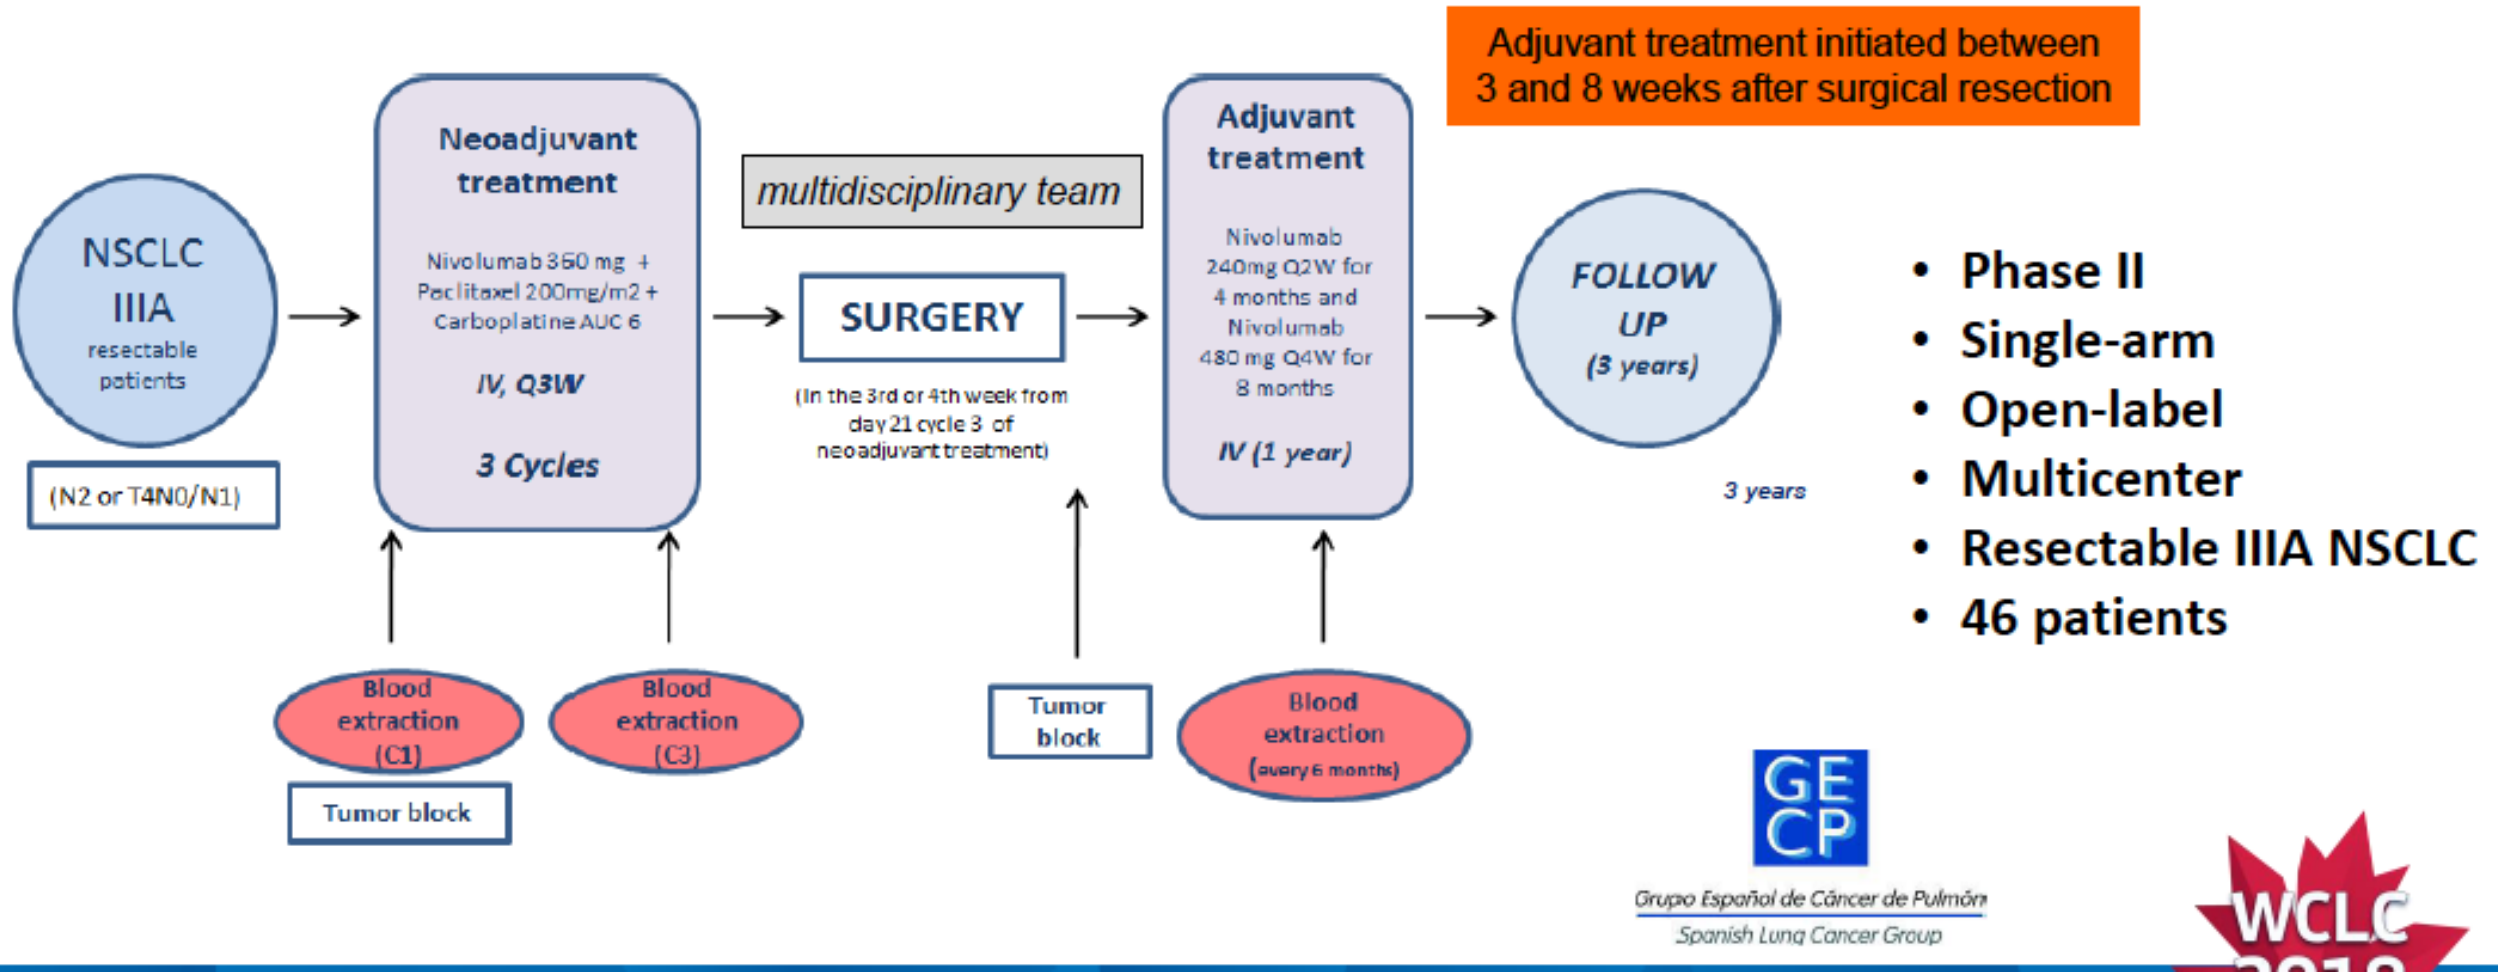 Adjuvant treatment initiated between
3 and 8 weeks after surgical resection
NSCLC
IIIA
resectable
patients
(N2 or T4N0/N1)
Neoadjuvant
treatment
Nivolumab 360 mg +
Paclitaxel 200mg/m2 +
Carboplatine AUC 6
IV, Q3W
3 Cycles
multidisciplinary team
SURGERY
(In the 3rd or 4th week from
day 21 cycle 3 of
neoadjuvant treatment)
Adjuvant
treatment
Nivolumab
240mg Q2W for
4 months and
Nivolumab
480 mg Q4W for
8 months
IV (1 year)
FOLLOW
UP
(3 years)
3 years
• Phase II
• Single-arm
• Open-label
• Multicenter
• Resectable IIIA NSCLC
• 46 patients
Blood
extraction
(C1)
Tumor block
Blood
extraction
(C3)
Tumor
block
Blood
extraction
(every 6 months)
GE
CP
Grupo Español de Cáncer de Pulmón
Spanish Lung Cancer Group
WCLC
2018